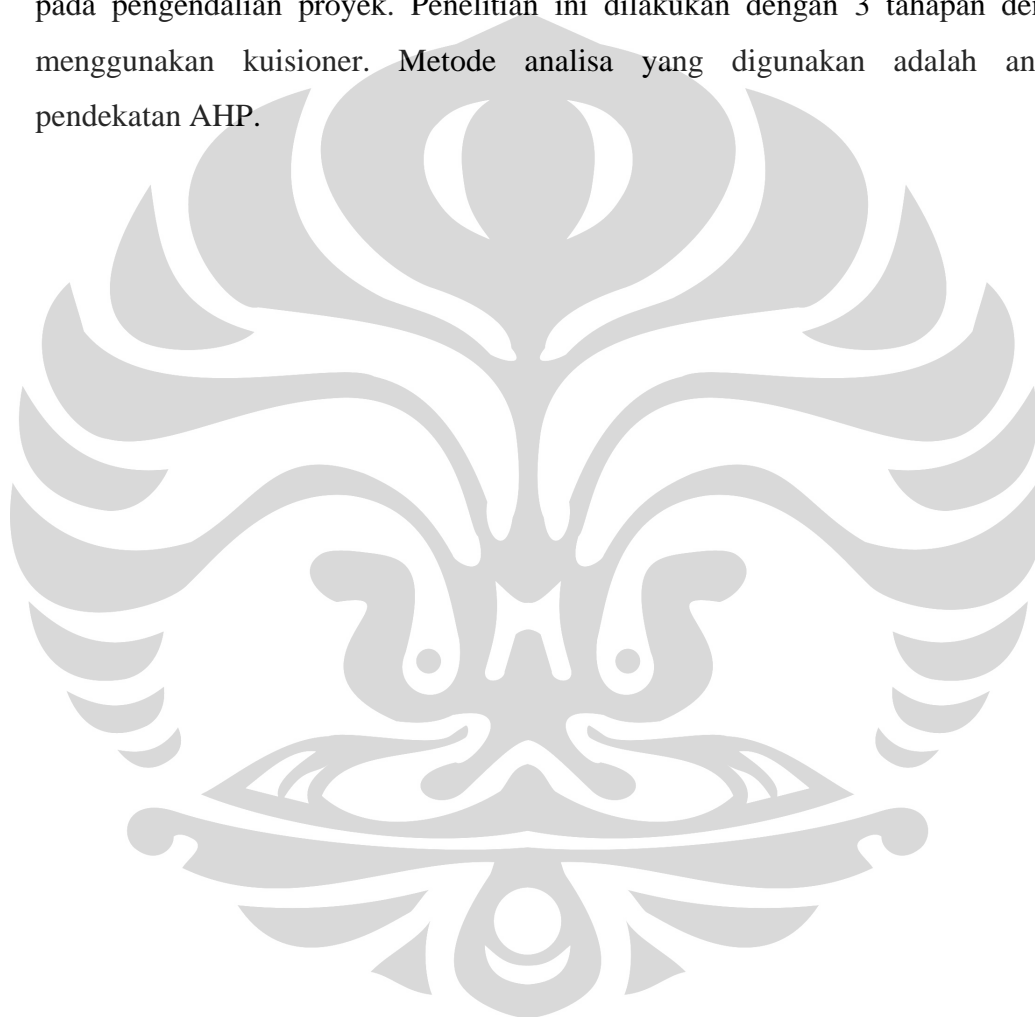 pada pengendalian proyek. Penelitian ini dilakukan dengan 3 tahapan
menggunakan kuisioner. Metode analisa yang digunakan adalah
pendekatan AHP.